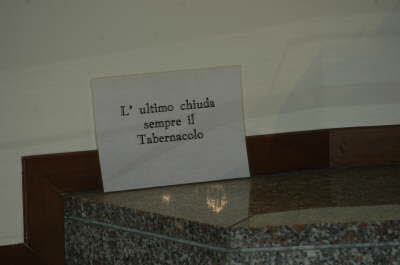 L' ultimo chiuda
sempre il
Tabernacolo